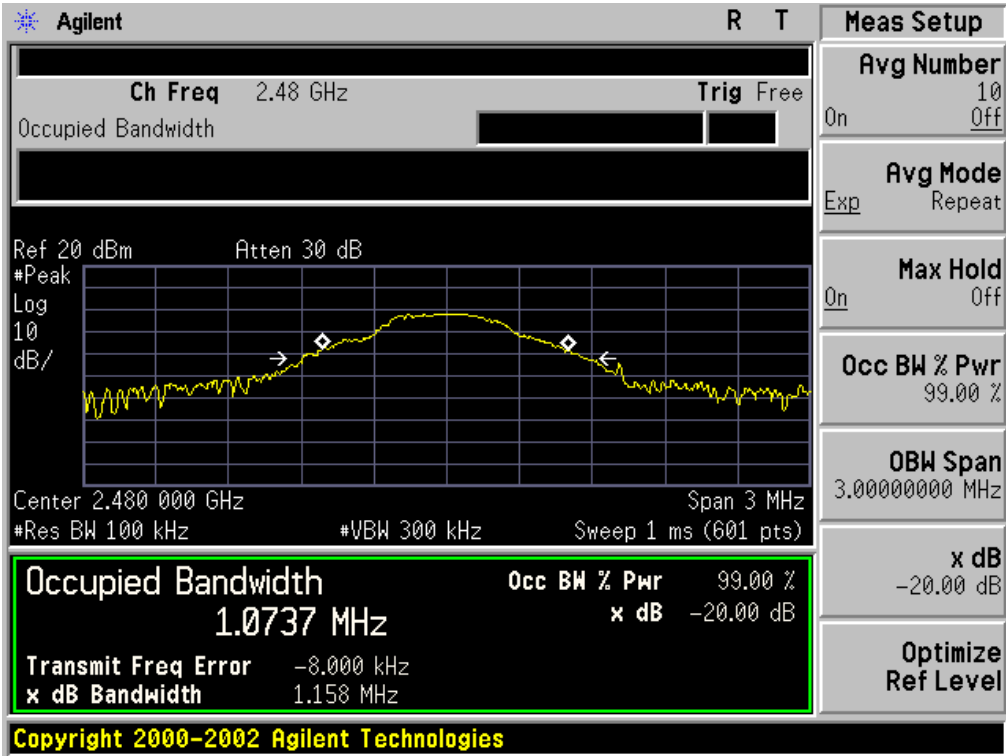 Agilent R T
Ch Freq 2.48 GHz Trig Free
Occupied Bandwidth
Ref 20 dBm Atten 30 dB
#Peak
Log
10
dB/
Center 2.480 000 GHz Span 3 MHz
#Res BW 100 kHz #VBW 300 kHz Sweep 1 ms (601 pts)
Occupied Bandwidth Occ BW % Pwr 99.00 %
1.0737 MHz x dB -20.00 dB
Transmit Freq Error -8.000 kHz
x dB Bandwidth 1.158 MHz
Copyright 2000-2002 Agilent Technologies
Meas Setup
Avg Number
10
On Off
Avg Mode
Exp Repeat
Max Hold
On Off
Occ BW % Pwr
99.00 %
OBW Span
3.00000000 MHz
x dB
-20.00 dB
Optimize
Ref Level